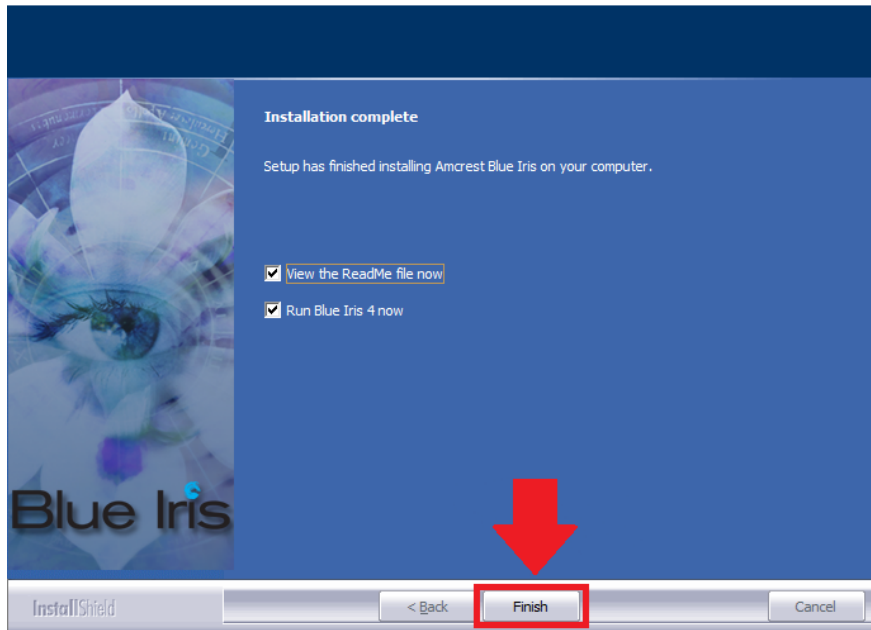 Installation complete
Setup has finished installing Amcrest Blue Iris on your computer.
View the ReadMe file now
Run Blue Iris 4 now
Blue Iris
InstallShield
< Back
Finish
Cancel